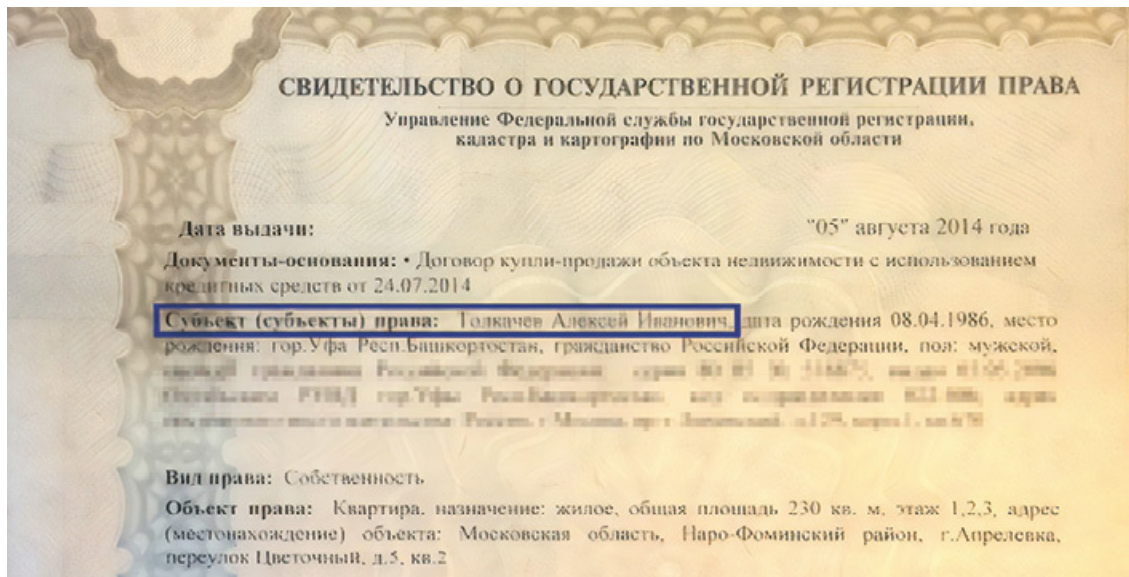 СВИДЕТЕЛЬСТВО О ГОСУДАРСТВЕННОЙ РЕГИСТРАЦИИ ПРАВА
Управление Федеральной службы государственной регистрации,
кадастра и картографии по Московской области
Дата выдачи: "05" августа 2014 года
Документы-основания: • Договор купли-продажи объекта недвижимости с использованием
кредитных средств от 24.07.2014
Субъект (субъекты) права: Толкачев Алексей Иванович, дата рождения 08.04.1986, место
рождения: гор.Уфа Респ.Башкортостан, гражданство Российской Федерации, пол: мужской,
Вид права: Собственность
Объект права: Квартира, назначение: жилое, общая площадь 230 кв. м, этаж 1,2,3, адрес
(местонахождение) объекта: Московская область, Наро-Фоминский район, г.Апрелевка,
переулок Цветочный, д.5, кв.2